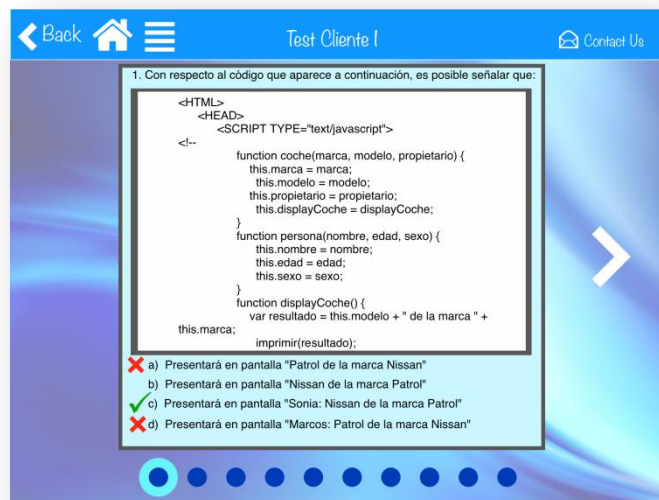 Back
Test Cliente I
Contact Us
1. Con respecto al código que aparece a continuación, es posible señalar que:
<HTML>
<HEAD>
<SCRIPT TYPE="text/javascript">
<!--
function coche(marca, modelo, propietario) {
this.marca = marca;
this.modelo = modelo;
this.propietario = propietario;
this.displayCoche = displayCoche;
}
function persona(nombre, edad, sexo) {
this.nombre = nombre;
this.edad = edad;
this.sexo = sexo;
}
function displayCoche() {
var resultado = this.modelo + " de la marca " +
this.marca;
imprimir(resultado);
a) Presentará en pantalla "Patrol de la marca Nissan"
b) Presentará en pantalla "Nissan de la marca Patrol"
c) Presentará en pantalla "Sonia: Nissan de la marca Patrol"
d) Presentará en pantalla "Marcos: Patrol de la marca Nissan"